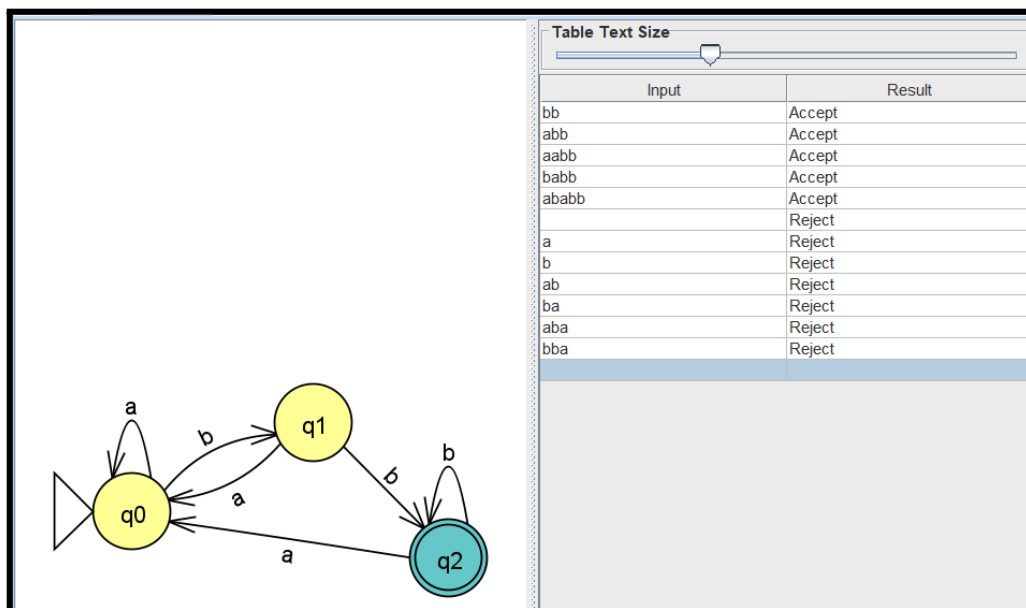 Table Text Size
Input Result
bb Accept
abb Accept
aabb Accept
babb Accept
ababb Accept
Reject
a Reject
b Reject
ab Reject
ba Reject
aba Reject
bba Reject
a
b
q1
a
b
b
q0
a
q2